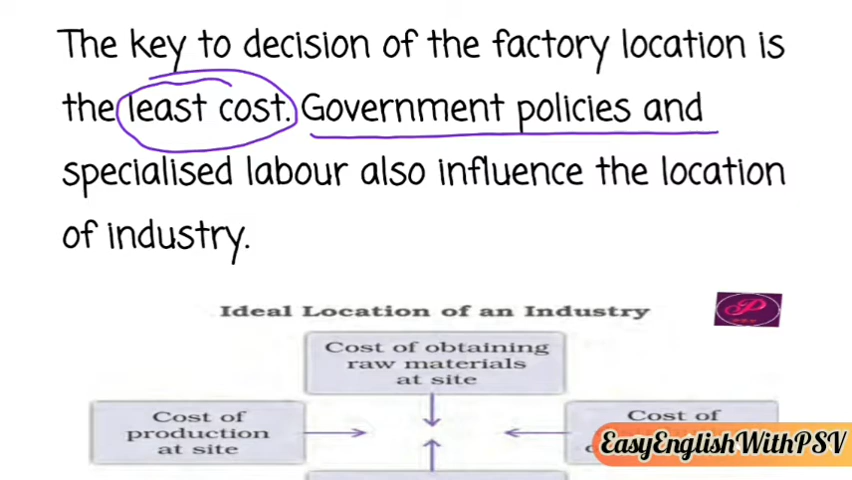 The key to decision of the factory location is
the least cost. Government policies and
specialised labour also influence the location
of industry.
Ideal Location of an Industry
P
Cost of obtaining
raw materials
at site
Cost of
production
at site
Cost of
EasyEnglishWithPSV